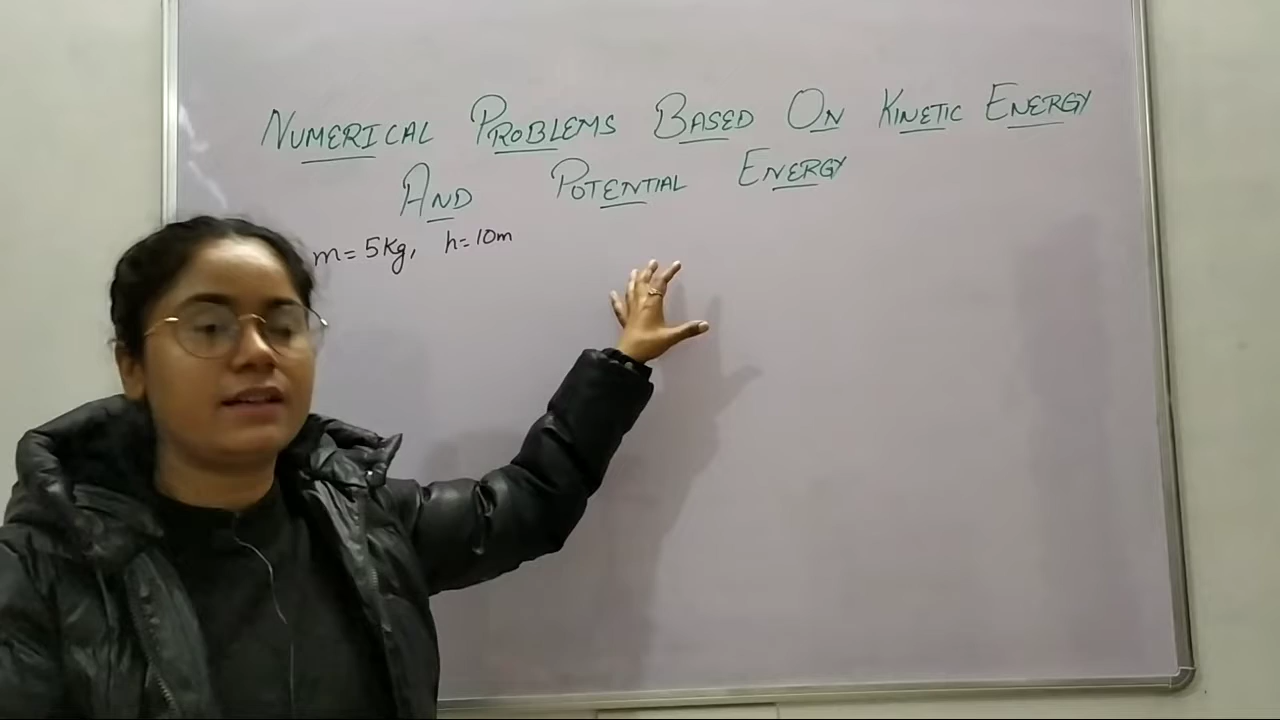 NUMERICAL PROBLEMS BASED ON KINETIC ENERGY
AND POTENTIAL ENERGY
m = 5Kg, h = 10m